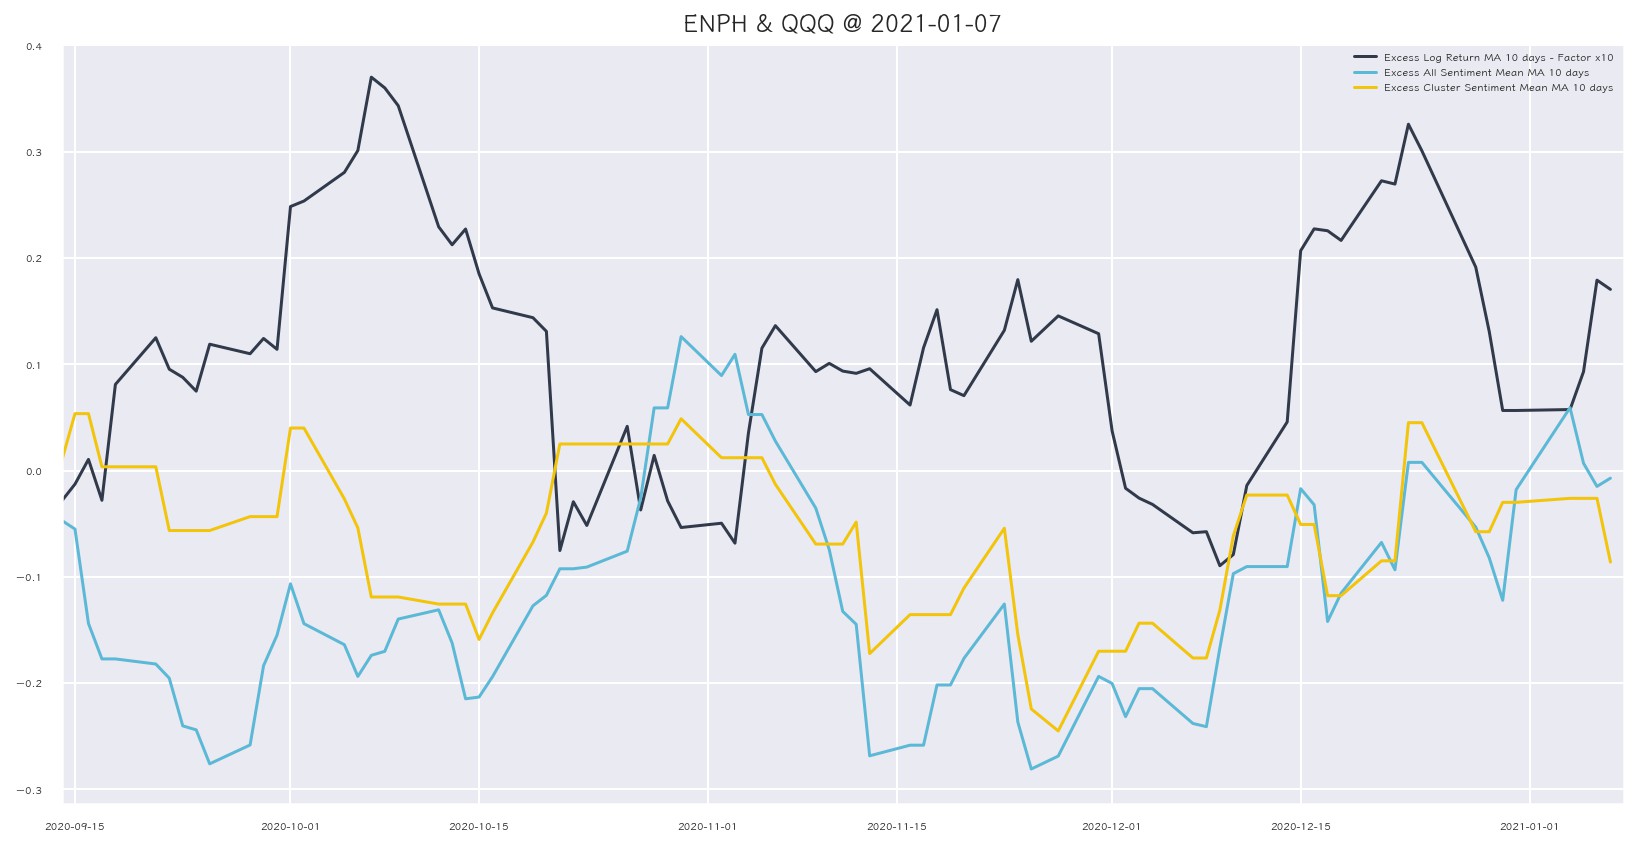 ENPH & QQQ @ 2021-01-07
Excess Log Return MA 10 days - Factor x10
Excess All Sentiment Mean MA 10 days
Excess Cluster Sentiment Mean MA 10 days
0.4
0.3
0.2
0.1
0.0
−0.1
−0.2
−0.3
2020-09-15 2020-10-01 2020-10-15 2020-11-01 2020-11-15 2020-12-01 2020-12-15 2021-01-01